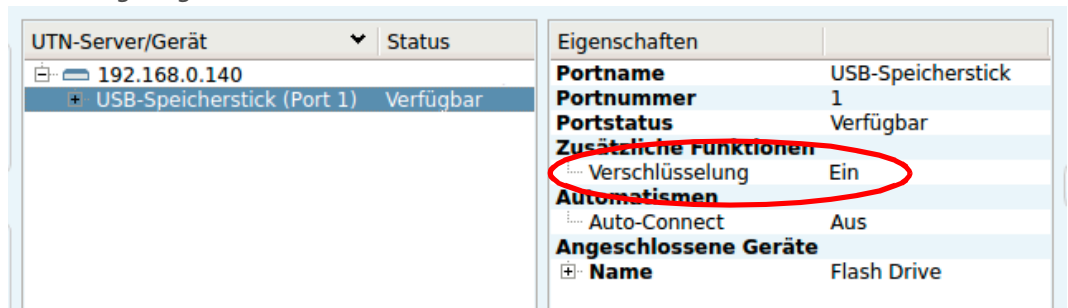 UTN-Server/Gerät Status
192.168.0.140
USB-Speicherstick (Port 1) Verfügbar
Eigenschaften
Portname USB-Speicherstick
Portnummer 1
Portstatus Verfügbar
Zusätzliche Funktionen
Verschlüsselung Ein
Automatismen
Auto-Connect Aus
Angeschlossene Geräte
Name Flash Drive